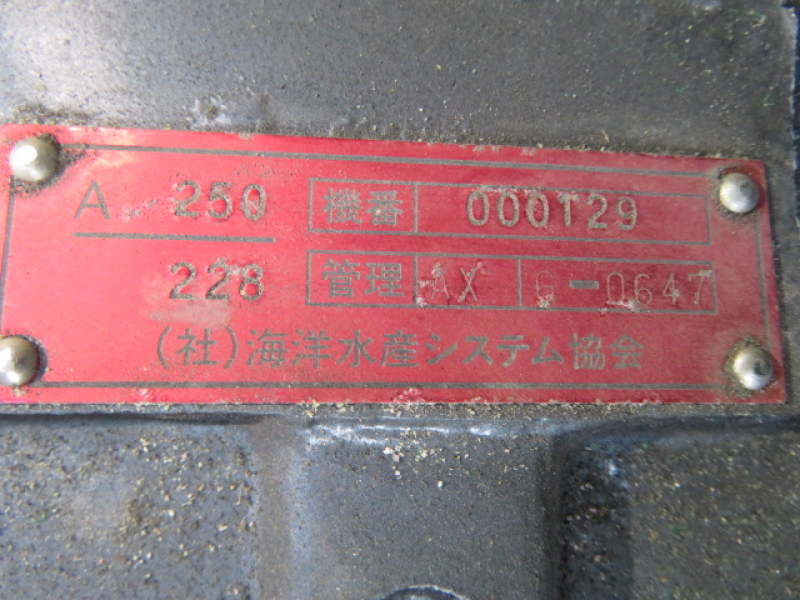 A 250 機番 000T29
228 管理 AX G-0647
(社)海洋水産システム協会